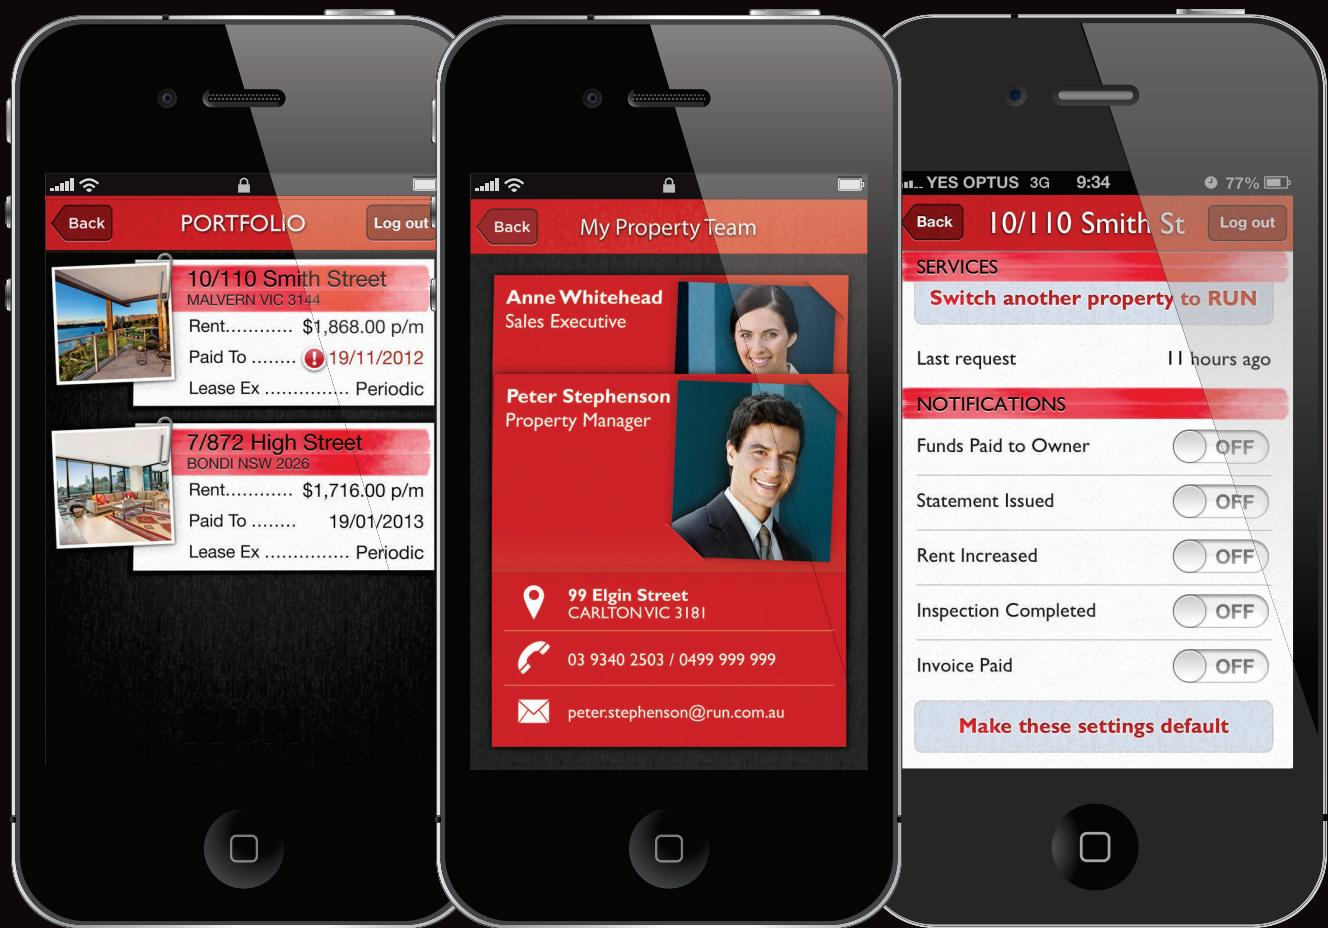 Back
PORTFOLIO
Log out
10/110 Smith Street
MALVERN VIC 3144
Rent............ $1,868.00 p/m
Paid To ........ ! 19/11/2012
Lease Ex ............... Periodic
7/872 High Street
BONDI NSW 2026
Rent............ $1,716.00 p/m
Paid To ........ 19/01/2013
Lease Ex ............... Periodic
RUN
Back
My Property Team
Anne Whitehead
Sales Executive
Peter Stephenson
Property Manager
99 Elgin Street
CARLTON VIC 3181
03 9340 2503 / 0499 999 999
peter.stephenson@run.com.au
YES OPTUS 3G 9:34 77%
Back
10/110 Smith St
Log out
SERVICES
Switch another property to RUN
Last request 11 hours ago
NOTIFICATIONS
Funds Paid to Owner OFF
Statement Issued OFF
Rent Increased OFF
Inspection Completed OFF
Invoice Paid OFF
Make these settings default